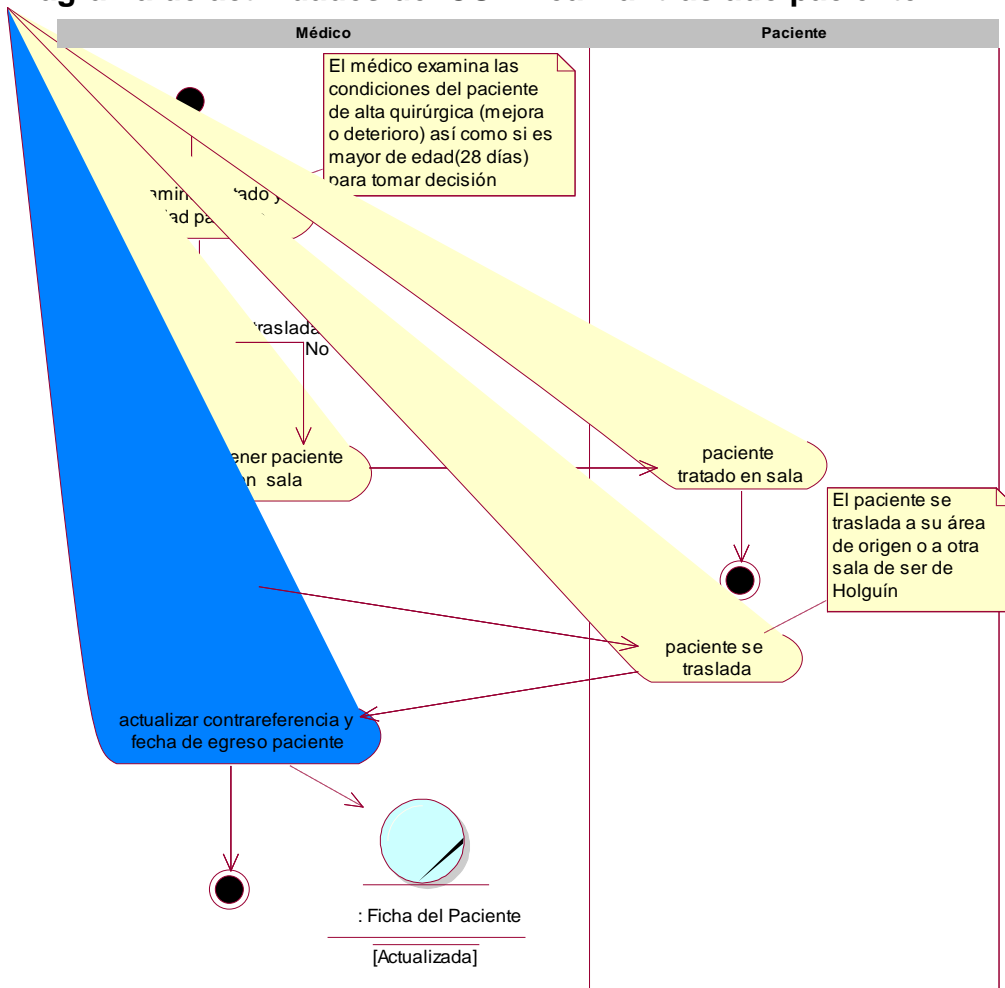 Médico
Paciente
El médico examina las
condiciones del paciente
de alta quirúrgica (mejora
o deterioro) así como si es
mayor de edad(28 días)
para tomar decisión
No
paciente
sala
paciente
tratado en sala
El paciente se
traslada a su área
de origen o a otra
sala de ser de
Holguín
paciente se
traslada
actualizar contrareferencia y
fecha de egreso paciente
: Ficha del Paciente
[Actualizada]